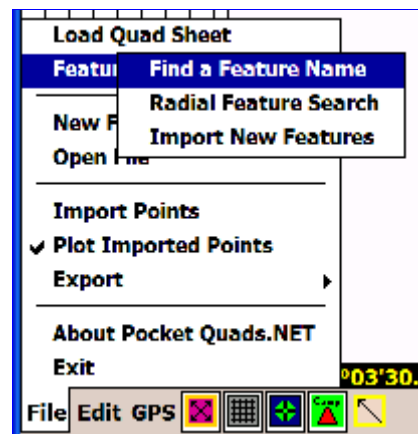 Load Quad Sheet
Featu
Find a Feature Name
Radial Feature Search
Import New Features
New F
Open
Import Points
Plot Imported Points
Export
About Pocket Quads.NET
Exit
°03'30.
File Edit GPS